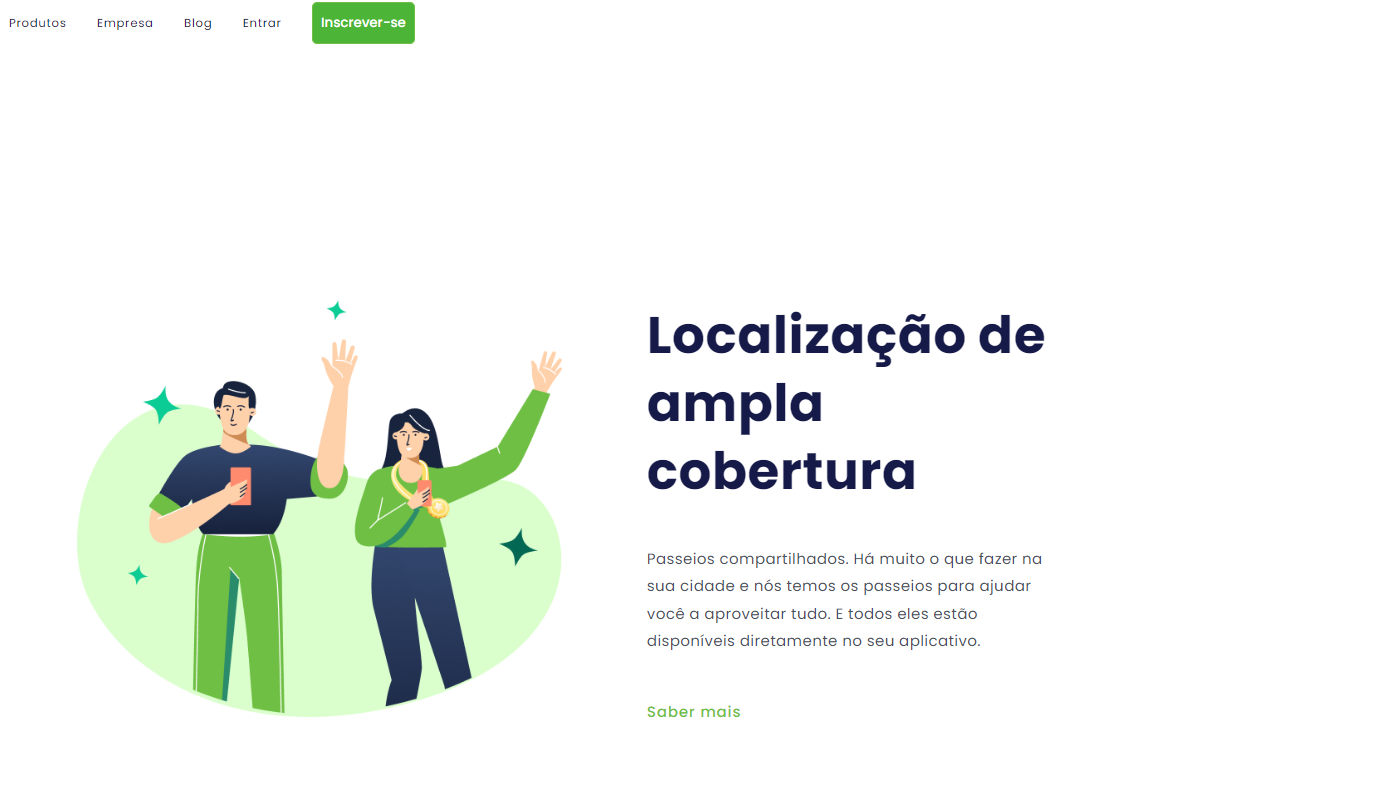 Produtos Empresa Blog Entrar Inscrever-se
Localização de
ampla
cobertura
Passeios compartilhados. Há muito o que fazer na
sua cidade e nós temos os passeios para ajudar
você a aproveitar tudo. E todos eles estão
disponíveis diretamente no seu aplicativo.
Saber mais